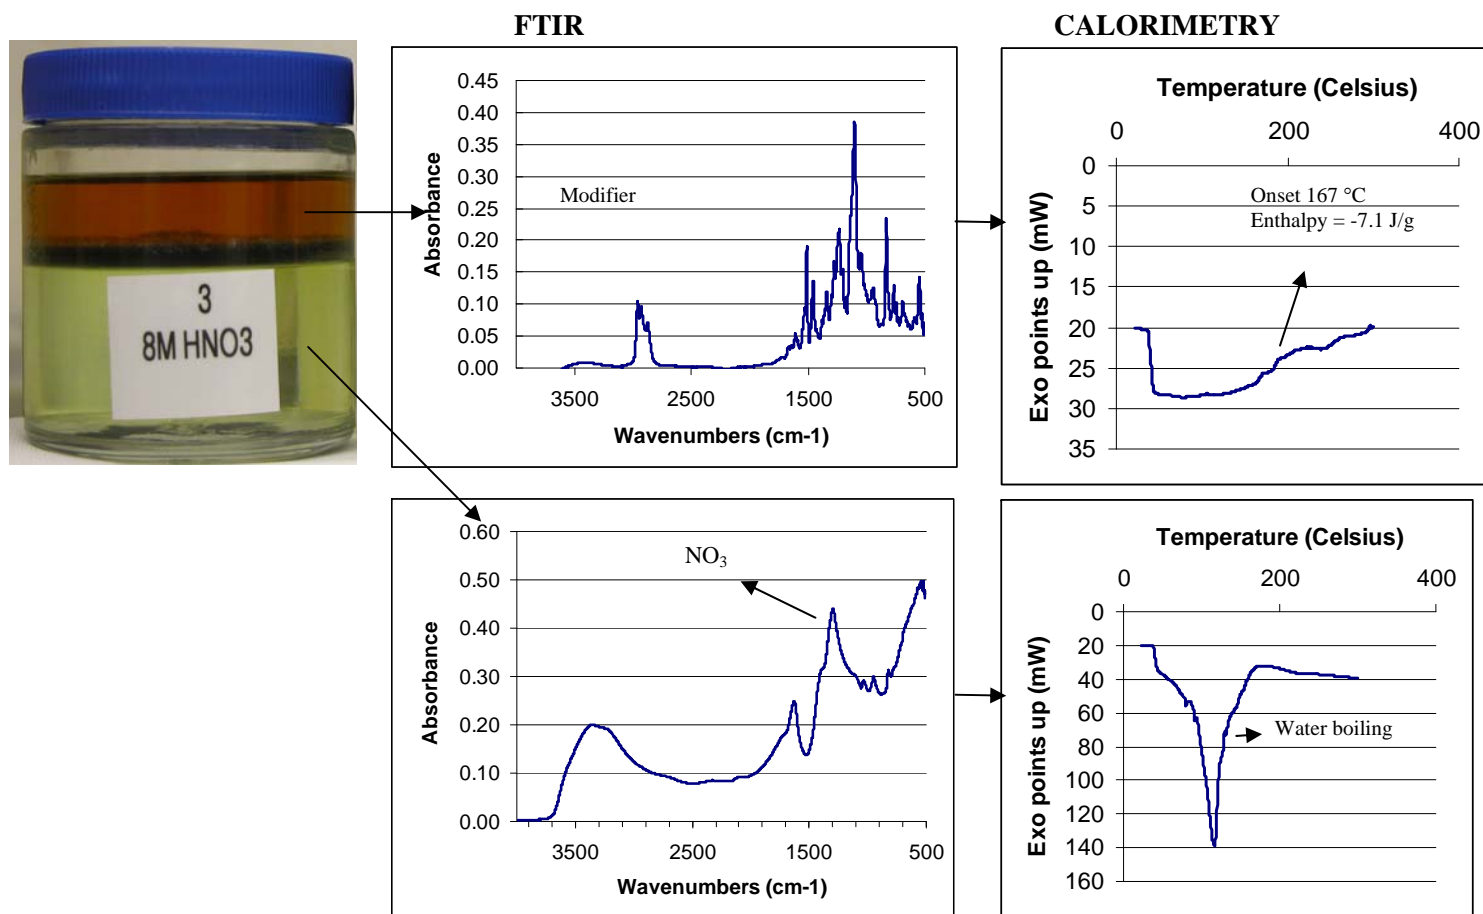 FTIR
CALORIMETRY
3
8M HNO3
0.45
0.40
0.35
0.30
0.25
0.20
0.15
0.10
0.05
0.00
Absorbance
Modifier
3500 2500 1500 500
Wavenumbers (cm-1)
Temperature (Celsius)
0 200 400
0
5
10
15
20
25
30
35
Exo points up (mW)
Onset 167 °C
Enthalpy = -7.1 J/g
0.60
0.50
0.40
0.30
0.20
0.10
0.00
Absorbance
NO₃
3500 2500 1500 500
Wavenumbers (cm-1)
Temperature (Celsius)
0 200 400
0
20
40
60
80
100
120
140
160
Exo points up (mW)
Water boiling